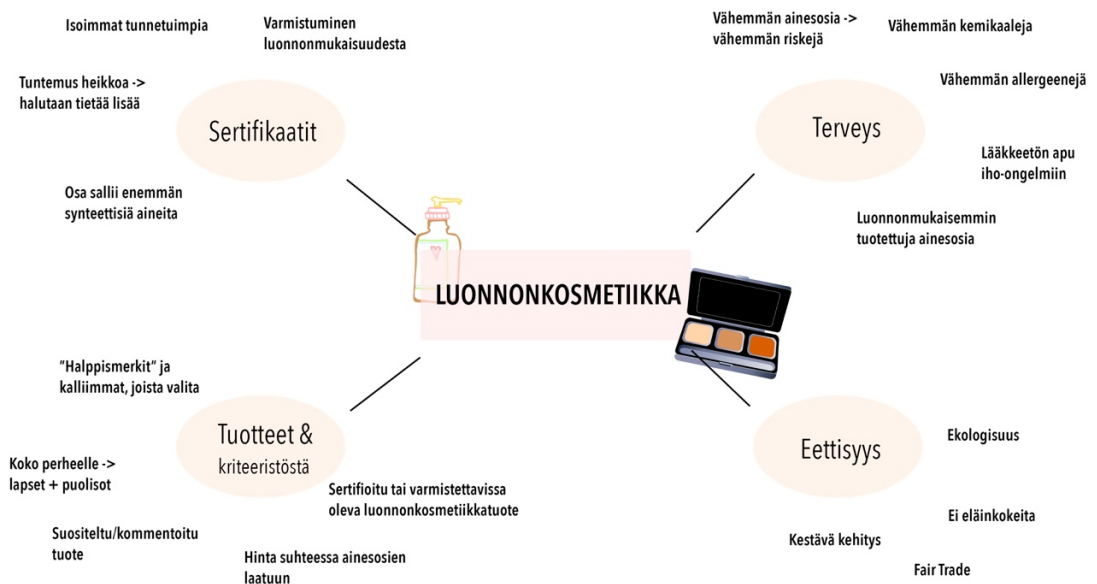 Isoimmat tunnetuimpia
Varmistuminen
luonnonmukaisuudesta
Tuntemus heikkoa ->
halutaan tietää lisää
Sertifikaatit
Osa sallii enemmän
synteettisiä aineita
Vähemmän ainesosia ->
vähemmän riskejä
Vähemmän kemikaaleja
Vähemmän allergeenejä
Terveys
Lääkkeetön apu
iho-ongelmiin
Luonnonmukaisemmin
tuotettuja ainesosia
LUONNONKOSMETIIKKA
"Halppismerkit" ja
kalliimmat, joista valita
Tuotteet &
kriteeristöstä
Koko perheelle ->
lapset + puolisot
Sertifioitu tai varmistettavissa
oleva luonnonkosmetiikkatuote
Suositeltu/kommentoitu
tuote
Hinta suhteessa ainesosien
laatuun
Eettisyys
Ekologisuus
Ei eläinkokeita
Kestävä kehitys
Fair Trade